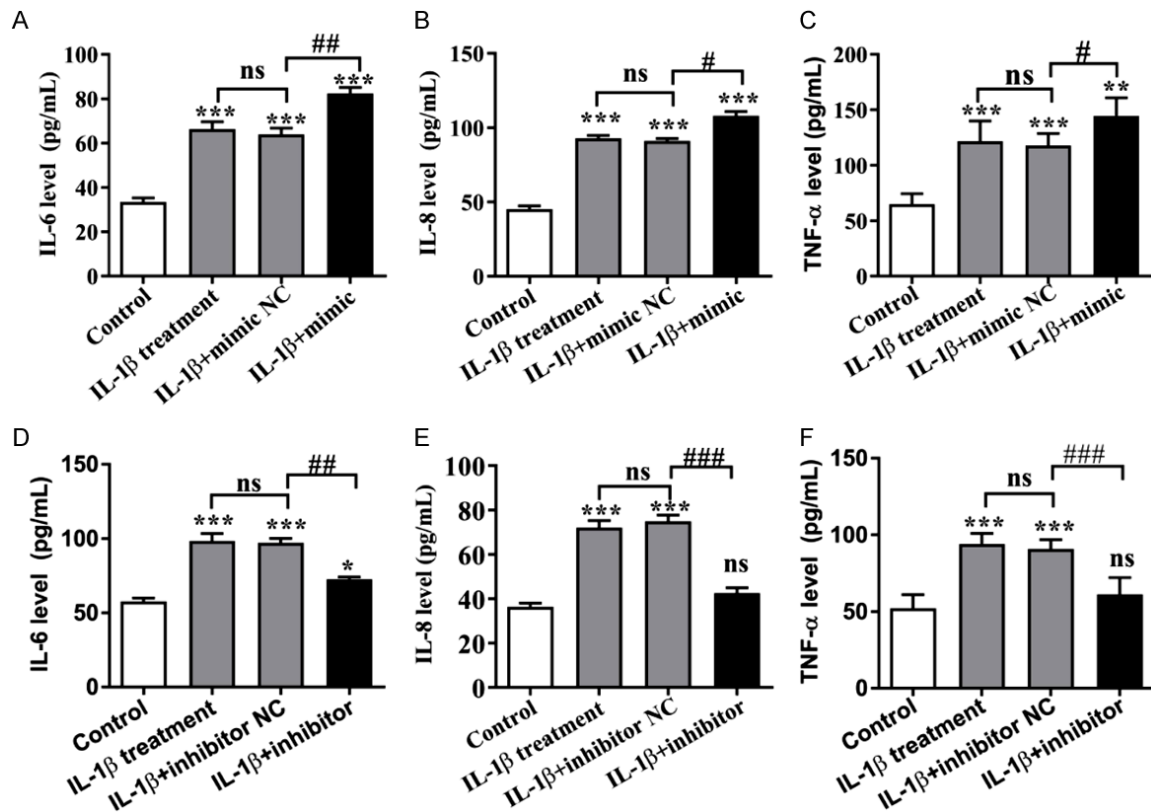 A
IL-6 level (pg/mL)
100
80
60
40
20
0
ns
##
***
***
***
Control
IL-1β treatment
IL-1β+mimic NC
IL-1β+mimic
B
IL-8 level (pg/mL)
150
100
50
0
ns
#
***
***
***
Control
IL-1β treatment
IL-1β+mimic NC
IL-1β+mimic
C
TNF-α level (pg/mL)
200
150
100
50
0
ns
#
***
***
**
Control
IL-1β treatment
IL-1β+mimic NC
IL-1β+mimic
D
IL-6 level (pg/mL)
150
100
50
0
ns
##
***
***
*
Control
IL-1β treatment
IL-1β+inhibitor NC
IL-1β+inhibitor
E
IL-8 level (pg/mL)
100
80
60
40
20
0
ns
###
***
***
ns
Control
IL-1β treatment
IL-1β+inhibitor NC
IL-1β+inhibitor
F
TNF-α level (pg/mL)
150
100
50
0
ns
###
***
***
ns
Control
IL-1β treatment
IL-1β+inhibitor NC
IL-1β+inhibitor